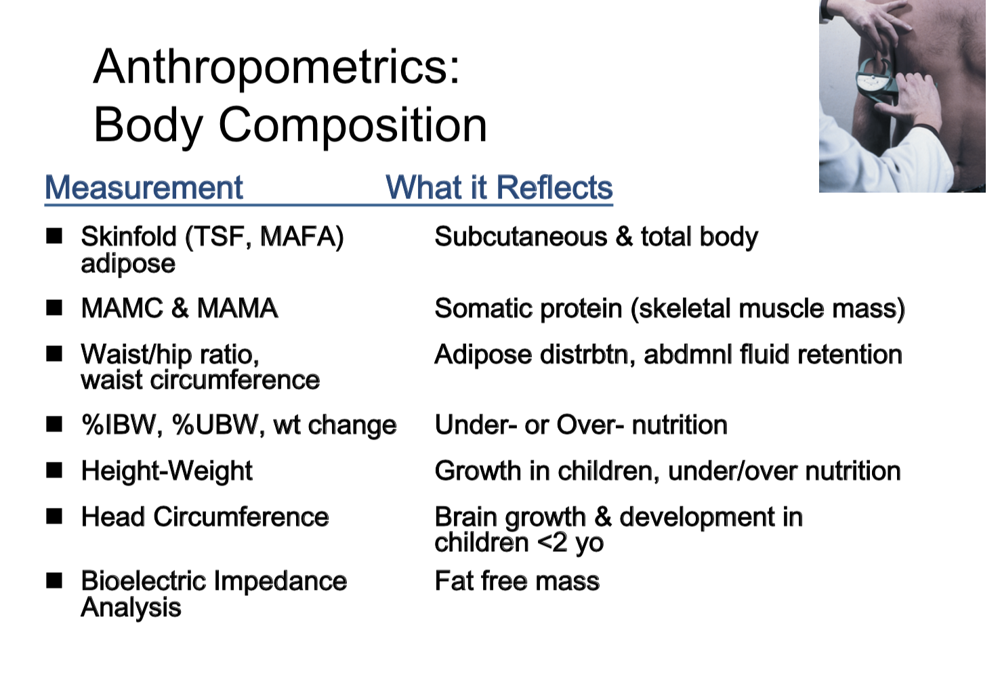 Anthropometrics:
Body Composition
Measurement What it Reflects
Skinfold (TSF, MAFA) Subcutaneous & total body
adipose
MAMC & MAMA Somatic protein (skeletal muscle mass)
Waist/hip ratio, Adipose distrbtn, abdmnl fluid retention
waist circumference
%IBW, %UBW, wt change Under- or Over- nutrition
Height-Weight Growth in children, under/over nutrition
Head Circumference Brain growth & development in
children <2 yo
Bioelectric Impedance Fat free mass
Analysis